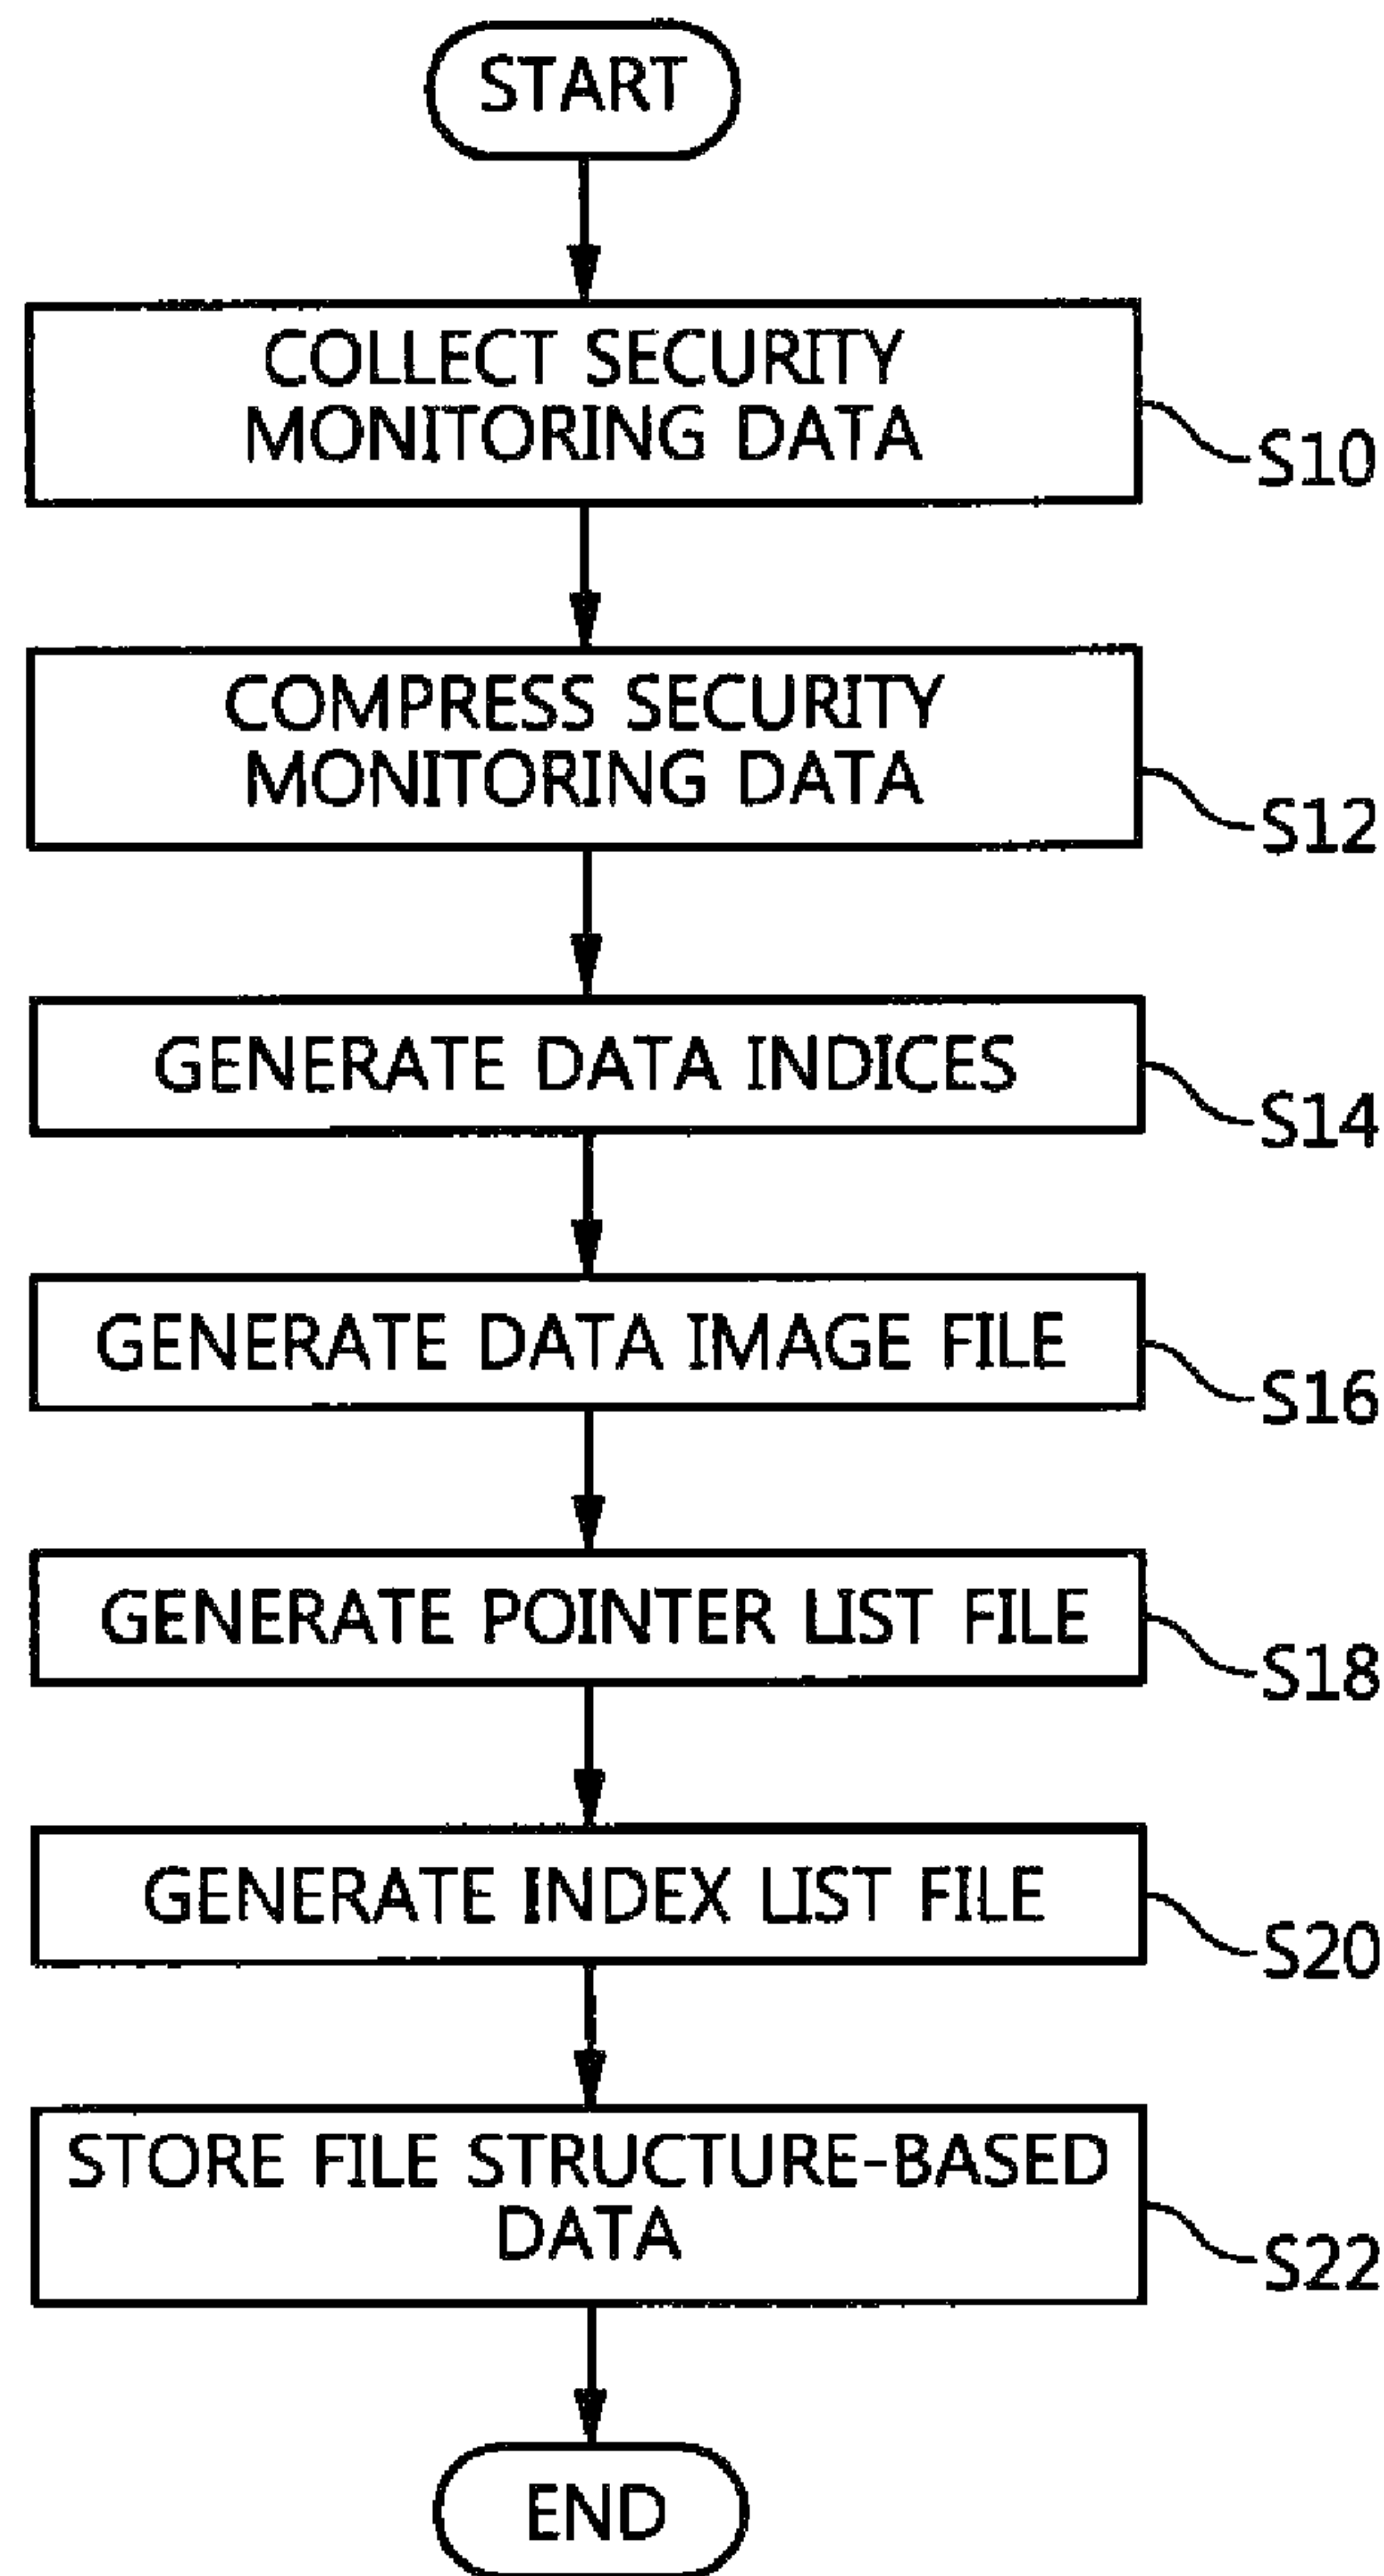 START
COLLECT SECURITY
MONITORING DATA
S10
COMPRESS SECURITY
MONITORING DATA
S12
GENERATE DATA INDICES
S14
GENERATE DATA IMAGE FILE
S16
GENERATE POINTER LIST FILE
S18
GENERATE INDEX LIST FILE
S20
STORE FILE STRUCTURE-BASED
DATA
S22
END